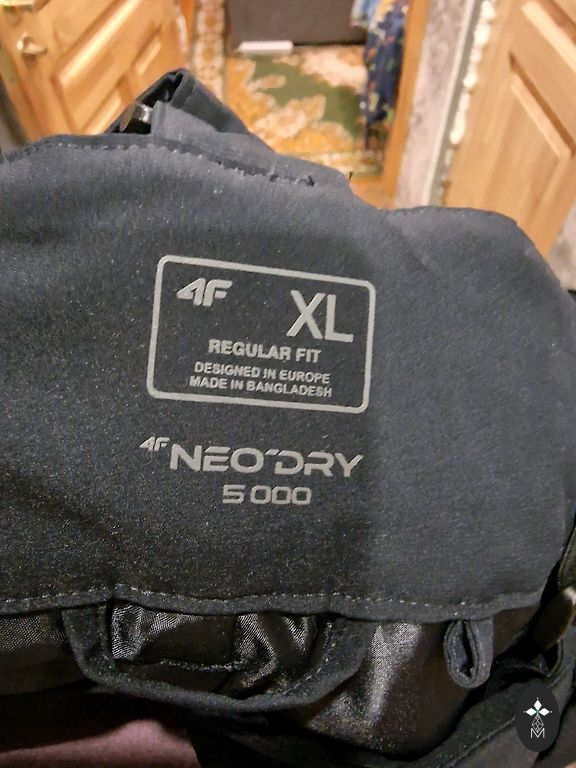 4F XL
REGULAR FIT
DESIGNED IN EUROPE
MADE IN BANGLADESH
4F NEODRY
5 000
M